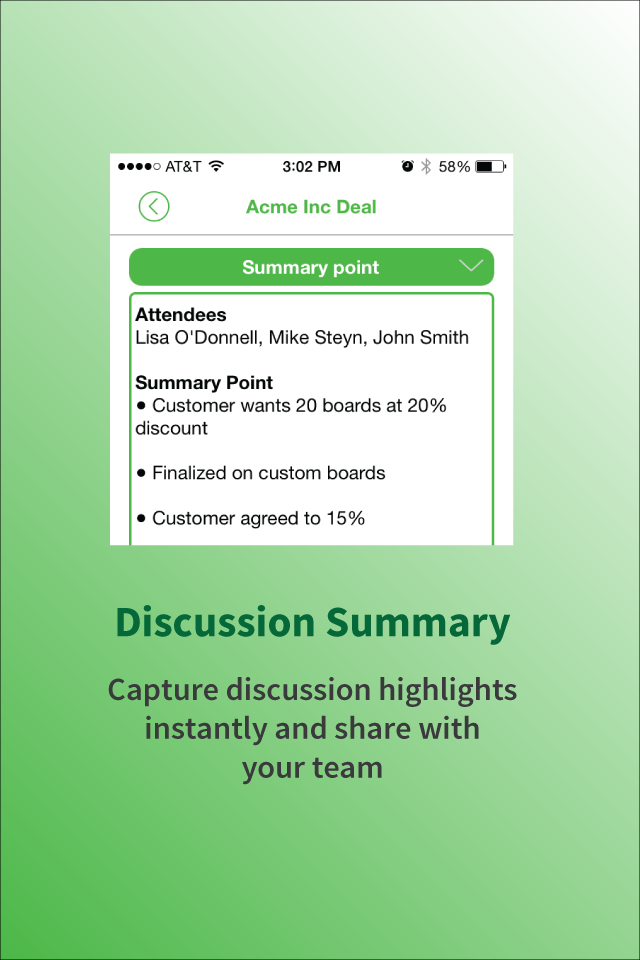 AT&T 3:02 PM 58%
Acme Inc Deal
Summary point
Attendees
Lisa O'Donnell, Mike Steyn, John Smith
Summary Point
• Customer wants 20 boards at 20%
discount
• Finalized on custom boards
• Customer agreed to 15%
Discussion Summary
Capture discussion highlights
instantly and share with
your team